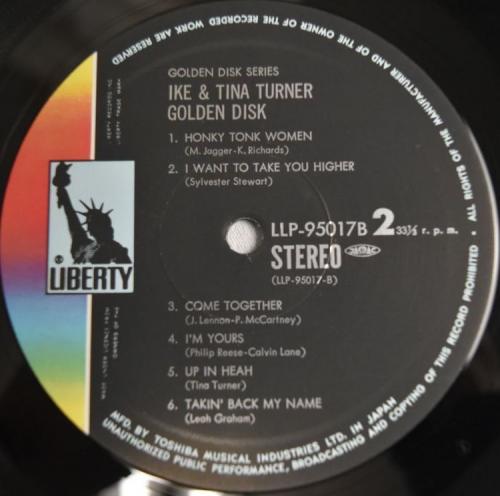 GOLDEN DISK SERIES
IKE & TINA TURNER
GOLDEN DISK
1. HONKY TONK WOMEN
(M. Jagger-K. Richards)
2. I WANT TO TAKE YOU HIGHER
(Sylvester Stewart)
LLP-95017B 2 33⅓ r. p. m.
STEREO
(LLP-95017-B)
LIBERTY
3. COME TOGETHER
(J. Lennon-P. McCartney)
4. I'M YOURS
(Philip Reese-Calvin Lane)
5. UP IN HEAH
(Tina Turner)
6. TAKIN' BACK MY NAME
(Leah Graham)
MFD. BY TOSHIBA MUSICAL INDUSTRIES LTD. IN JAPAN
ALL RIGHTS OF THE MANUFACTURER AND OF THE OWNER OF THE RECORDED WORK ARE RESERVED
UNAUTHORIZED PUBLIC PERFORMANCE, BROADCASTING AND COPYING OF THIS RECORD PROHIBITED •